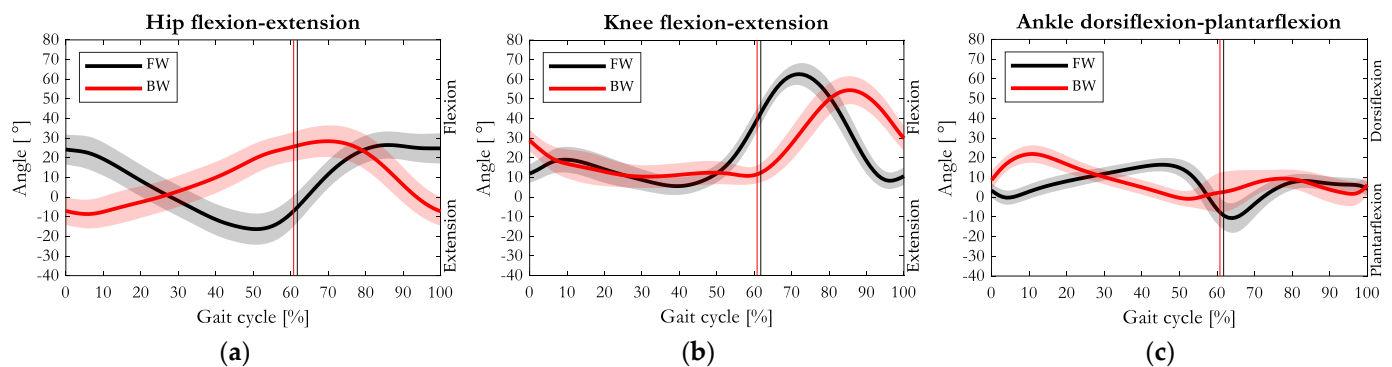 Hip flexion-extension
80
70
60
50
40
30
20
10
0
-10
-20
-30
-40
Angle [ °]
FW
BW
Flexion
Extension
0 10 20 30 40 50 60 70 80 90 100
Gait cycle [%]
(a)
Knee flexion-extension
80
70
60
50
40
30
20
10
0
-10
-20
-30
-40
Angle [ °]
FW
BW
Flexion
Extension
0 10 20 30 40 50 60 70 80 90 100
Gait cycle [%]
(b)
Ankle dorsiflexion-plantarflexion
80
70
60
50
40
30
20
10
0
-10
-20
-30
-40
Angle [ °]
FW
BW
Dorsiflexion
Plantarflexion
0 10 20 30 40 50 60 70 80 90 100
Gait cycle [%]
(c)